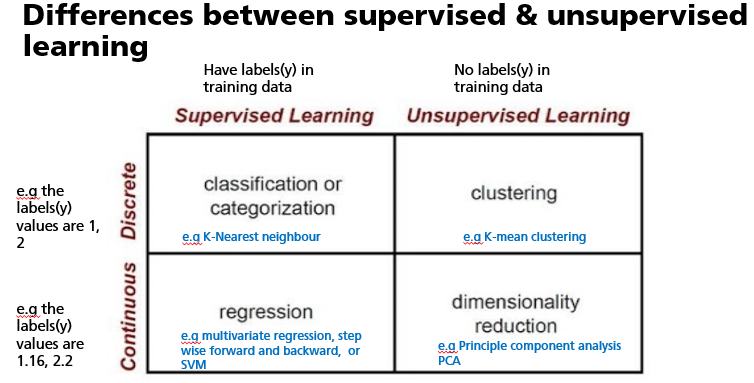 Differences between supervised & unsupervised
learning
Have labels(y) in
training data
No labels(y) in
training data
Supervised Learning
Unsupervised Learning
e.g the
labels(y)
values are 1,
2
Discrete
classification or
categorization
e.g K-Nearest neighbour
clustering
e.g K-mean clustering
e.g the
labels(y)
values are
1.16, 2.2
Continuous
regression
e.g multivariate regression, step
wise forward and backward, or
SVM
dimensionality
reduction
e.g Principle component analysis
PCA